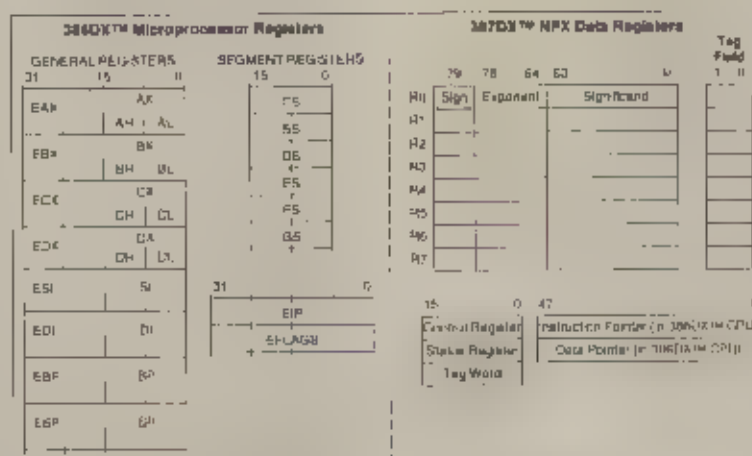 386DX™ Microprocessor Registers
GENERAL REGISTERS
31 15 0
EAX AX
AH AL
EBX BX
BH BL
ECX CX
CH CL
EDX DX
DH DL
ESI SI
EDI DI
EBP BP
ESP SP
SEGMENT REGISTERS
15 0
CS
SS
DS
ES
FS
GS
31 0
EIP
EFLAGS
387DX™ NPX Data Registers
Tag
Field
79 78 64 63 0 1 0
R0 Sign Exponent Significand
R1
R2
R3
R4
R5
R6
R7
15 0 47
Control Register Instruction Pointer (in 386DX™ CPU)
Status Register Data Pointer (in 386DX™ CPU)
Tag Word